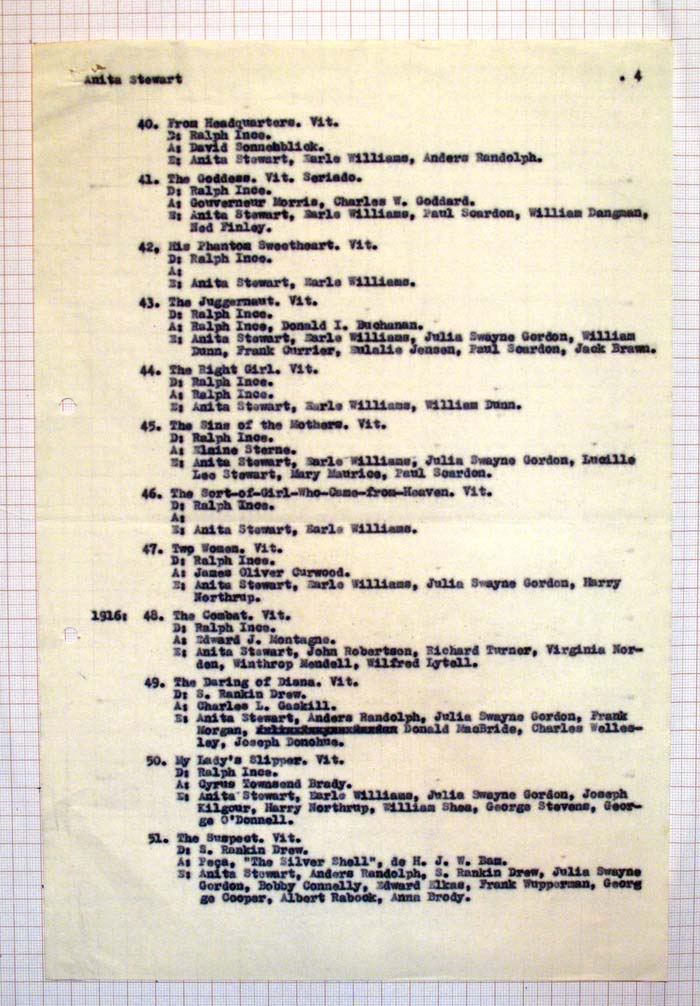 Anita Stewart . 4
40. From Headquarters. Vit.
D: Ralph Ince.
A: David Sonnebblick.
E: Anita Stewart, Earle Williams, Anders Randolph.
41. The Goddess. Vit. Seriado.
D: Ralph Ince.
A: Gouverneur Morris, Charles W. Goddard.
E: Anita Stewart, Earle Williams, Paul Scardon, William Dangman,
Ned Finley.
42. His Phantom Sweetheart. Vit.
D: Ralph Ince.
A:
E: Anita Stewart, Earle Williams.
43. The Juggernaut. Vit.
D: Ralph Ince.
A: Ralph Ince, Donald I. Buchanan.
E: Anita Stewart, Earle Williams, Julia Swayne Gordon, William
Dunn, Frank Currier, Eulalie Jensen, Paul Scardon, Jack Brawn.
44. The Right Girl. Vit.
D: Ralph Ince.
A: Ralph Ince.
E: Anita Stewart, Earle Williams, William Dunn.
45. The Sins of the Mothers. Vit.
D: Ralph Ince.
A: Elaine Sterne.
E: Anita Stewart, Earle Williams, Julia Swayne Gordon, Lucille
Lee Stewart, Mary Maurice, Paul Scardon.
46. The Sort-of-Girl-Who-Came-from-Heaven. Vit.
D: Ralph Ince.
A:
E: Anita Stewart, Earle Williams.
47. Two Women. Vit.
D: Ralph Ince.
A: James Oliver Curwood.
E: Anita Stewart, Earle Williams, Julia Swayne Gordon, Harry
Northrup.
1916: 48. The Combat. Vit.
D: Ralph Ince.
A: Edward J. Montagne.
E: Anita Stewart, John Robertson, Richard Turner, Virginia Nor-
den, Winthrop Mendell, Wilfred Lytell.
49. The Daring of Diana. Vit.
D: S. Rankin Drew.
A: Charles L. Gaskill.
E: Anita Stewart, Anders Randolph, Julia Swayne Gordon, Frank
Morgan, Donald MacBride, Charles Welles-
ley, Joseph Donohue.
50. My Lady's Slipper. Vit.
D: Ralph Ince.
A: Cyrus Townsend Brady.
E: Anita Stewart, Earle Williams, Julia Swayne Gordon, Joseph
Kilgour, Harry Northrup, William Shea, George Stevens, Geor-
ge O'Donnell.
51. The Suspect. Vit.
D: S. Rankin Drew.
A: Peça, "The Silver Shell", de H. J. W. Dam.
E: Anita Stewart, Anders Randolph, S. Rankin Drew, Julia Swayne
Gordon, Bobby Connelly, Edward Elkas, Frank Wupperman, Georg
ge Cooper, Albert Rabock, Anna Brody.